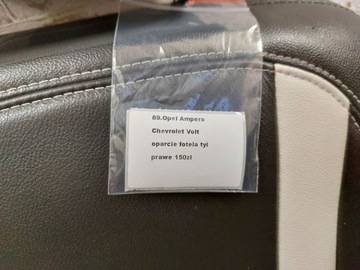 89.Opel Ampera
Chevrolet Volt
oparcie fotela tyl
prawe 150zł